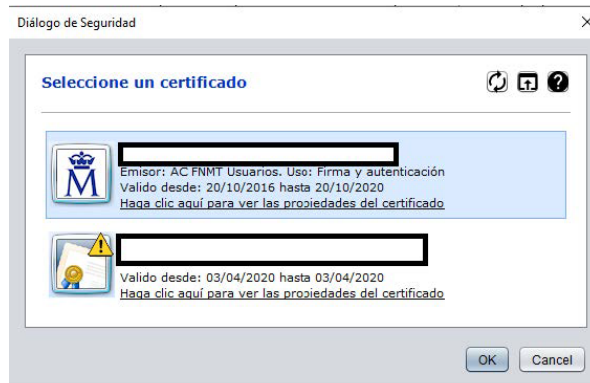 Diálogo de Seguridad
Seleccione un certificado
Emisor: AC FNMT Usuarios. Uso: Firma y autenticación
Valido desde: 20/10/2016 hasta 20/10/2020
Haga clic aquí para ver las propiedades del certificado
Valido desde: 03/04/2020 hasta 03/04/2020
Haga clic aquí para ver las propiedades del certificado
OK Cancel